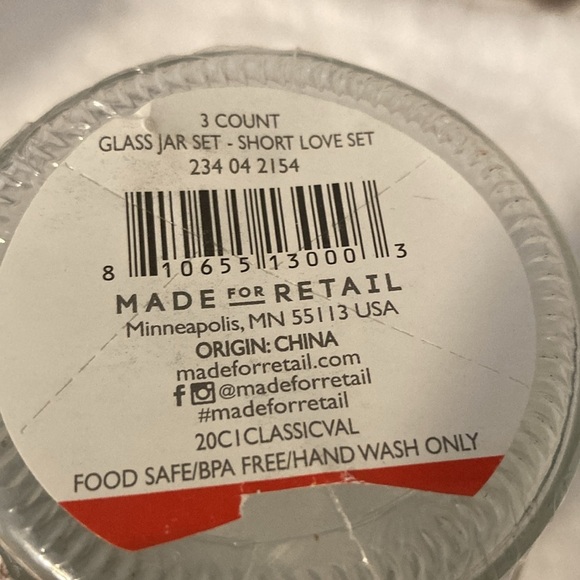 3 COUNT
GLASS JAR SET - SHORT LOVE SET
234 04 2154
8 10655 13000 3
MADE FOR RETAIL
Minneapolis, MN 55113 USA
ORIGIN: CHINA
madeforretail.com
@madeforretail
#madeforretail
20C1CLASSICVAL
FOOD SAFE/BPA FREE/HAND WASH ONLY